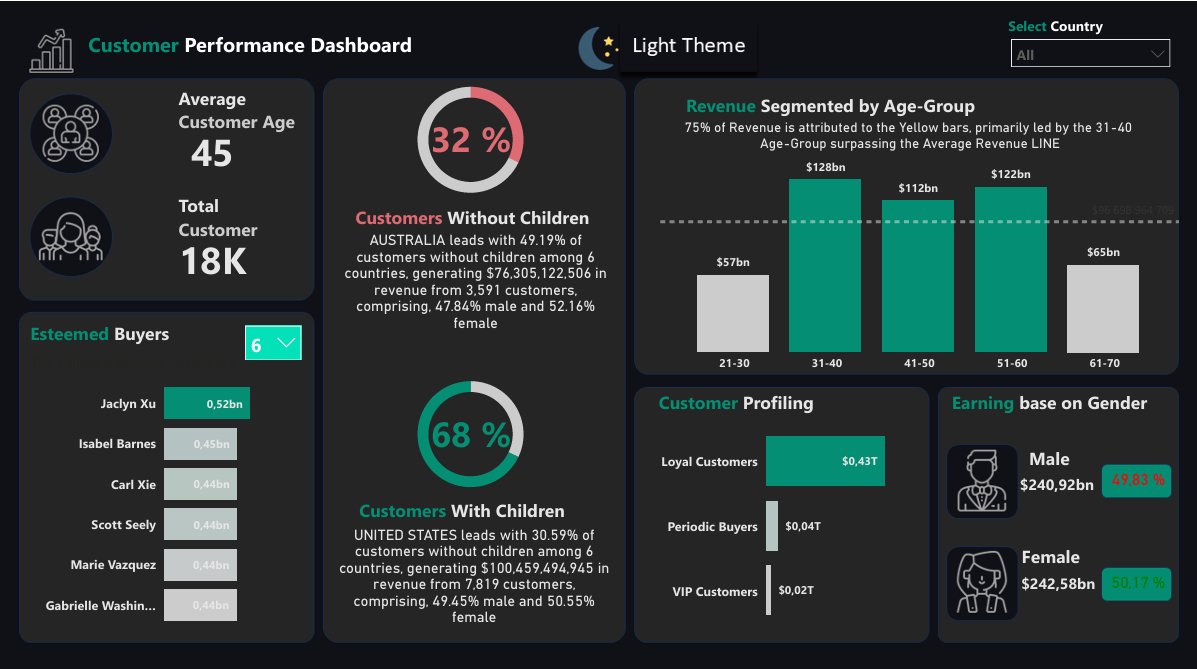 Customer Performance Dashboard
Light Theme
Select Country
All
Average
Customer Age
45
Total
Customer
18K
Esteemed Buyers
6
Jaclyn Xu 0,52bn
Isabel Barnes 0,45bn
Carl Xie 0,44bn
Scott Seely 0,44bn
Marie Vazquez 0,44bn
Gabrielle Washin... 0,44bn
32 %
Customers Without Children
AUSTRALIA leads with 49.19% of
customers without children among 6
countries, generating $76,305,122,506 in
revenue from 3,591 customers,
comprising, 47.84% male and 52.16%
female
68 %
Customers With Children
UNITED STATES leads with 30.59% of
customers without children among 6
countries, generating $100,459,494,945 in
revenue from 7,819 customers,
comprising, 49.45% male and 50.55%
female
Revenue Segmented by Age-Group
75% of Revenue is attributed to the Yellow bars, primarily led by the 31-40
Age-Group surpassing the Average Revenue LINE
$57bn
$128bn
$112bn
$122bn
$65bn
21-30
31-40
41-50
51-60
61-70
Customer Profiling
Loyal Customers $0,43T
Periodic Buyers $0,04T
VIP Customers $0,02T
Earning base on Gender
Male
$240,92bn 49,83 %
Female
$242,58bn 50,17 %